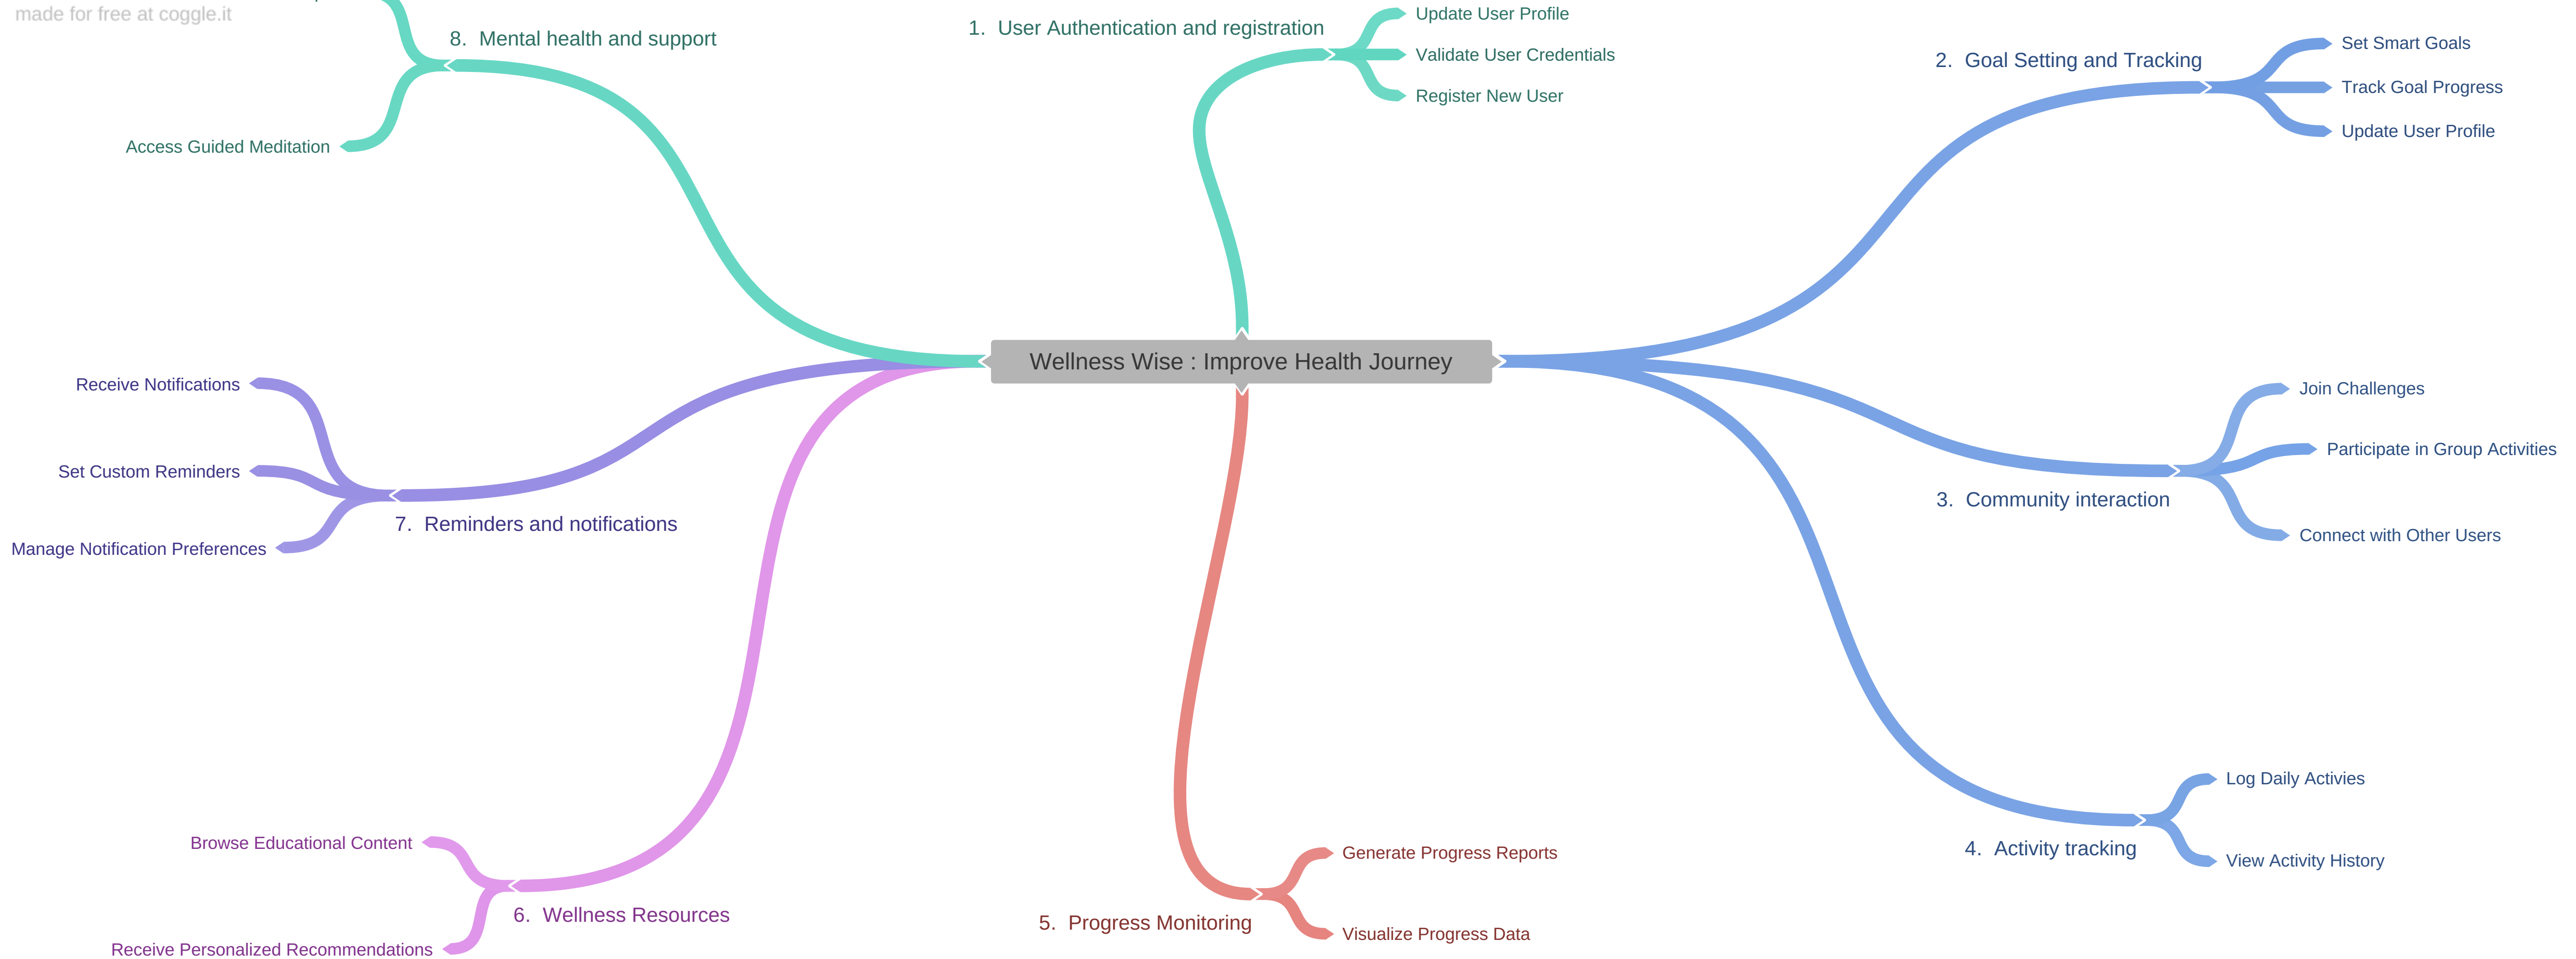 made for free at coggle.it
8. Mental health and support
Access Guided Meditation
1. User Authentication and registration
Update User Profile
Validate User Credentials
Register New User
2. Goal Setting and Tracking
Set Smart Goals
Track Goal Progress
Update User Profile
Wellness Wise : Improve Health Journey
Receive Notifications
Set Custom Reminders
Manage Notification Preferences
7. Reminders and notifications
Join Challenges
Participate in Group Activities
Connect with Other Users
3. Community interaction
Log Daily Activies
View Activity History
4. Activity tracking
Browse Educational Content
Receive Personalized Recommendations
6. Wellness Resources
Generate Progress Reports
Visualize Progress Data
5. Progress Monitoring